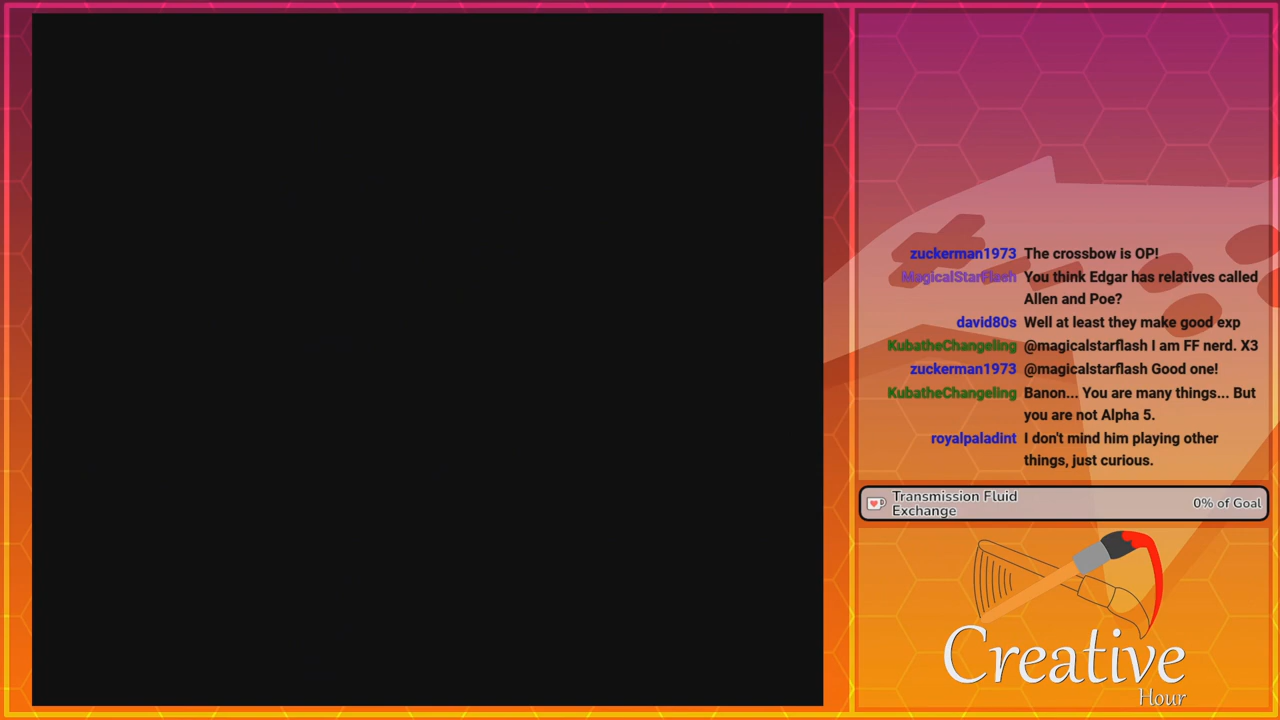 zuckerman1973 The crossbow is OP!
MagicalStarFlash You think Edgar has relatives called
Allen and Poe?
david80s Well at least they make good exp
KubatheChangeling @magicalstarflash I am FF nerd. X3
zuckerman1973 @magicalstarflash Good one!
KubatheChangeling Banon... You are many things... But
you are not Alpha 5.
royalpaladint I don't mind him playing other
things, just curious.
Transmission Fluid
Exchange 0% of Goal
Creative
Hour